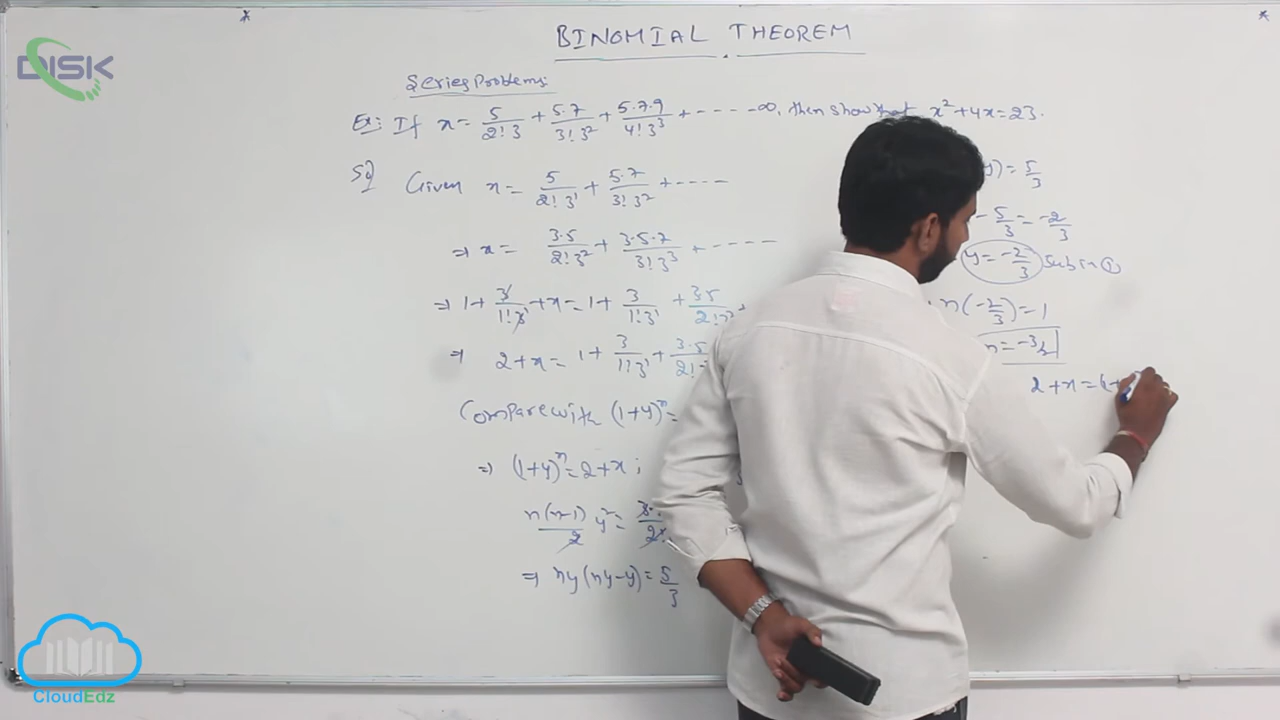 DISK
BINOMIAL THEOREM
Series Problems:
Ex: If x = 5/2!3 + 5·7/3!3² + 5·7·9/4!3³ + ----- ∞, then show that x² + 4x = 23.
Sol Given x = 5/2!3¹ + 5·7/3!3² + ----
⇒ x = 3·5/2!3² + 3·5·7/3!3³ + ----
⇒ 1 + 3/1!3¹ + x = 1 + 3/1!3¹ + 3·5/2!3² +
⇒ 2 + x = 1 + 3/1!3¹ + 3·5/2!
Compare with (1+y)ⁿ =
⇒ (1+y)ⁿ = 2 + x ;
n(n-1)/2 y² =
⇒ ny(ny-y) = 5/3
y) = 5/3
- 5/3 = -2/3
y = -2/3 Sub in ①
n(-2/3) = 1
n = -3/2
2 + x = (1+
CloudEdz